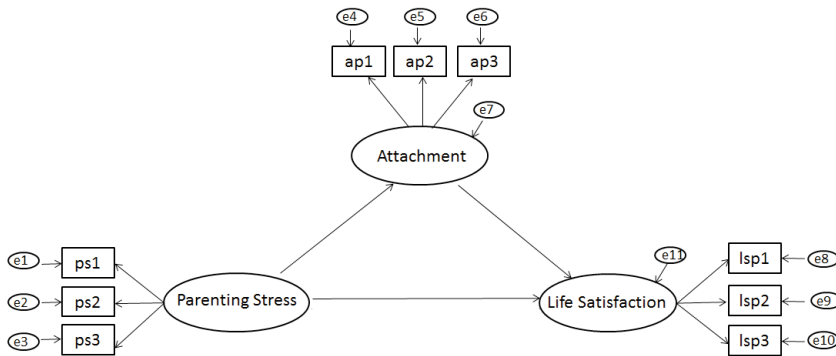 e4 e5 e6
ap1 ap2 ap3
e7
Attachment
e1 ps1
e2 ps2
e3 ps3
Parenting Stress
e11
Life Satisfaction
lsp1 e8
lsp2 e9
lsp3 e10